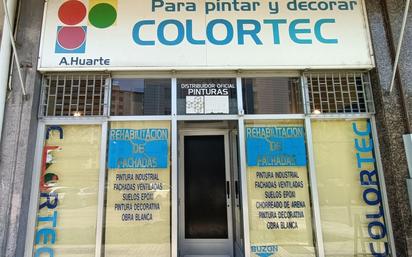 Para pintar y decorar
COLORTEC
A.Huarte
DISTRIBUIDOR OFICIAL
PINTURAS
COLORTEC
REHABILITACIÓN
DE
FACHADAS
PINTURA INDUSTRIAL
FACHADAS VENTILADAS
SUELOS EPOXI
PINTURA DECORATIVA
OBRA BLANCA
REHABILITACIÓN
DE
FACHADAS
PINTURA INDUSTRIAL
FACHADAS VENTILADAS
SUELOS EPOXI
CHORREADO DE ARENA
PINTURA DECORATIVA
OBRA BLANCA
BUZON
COLORTEC